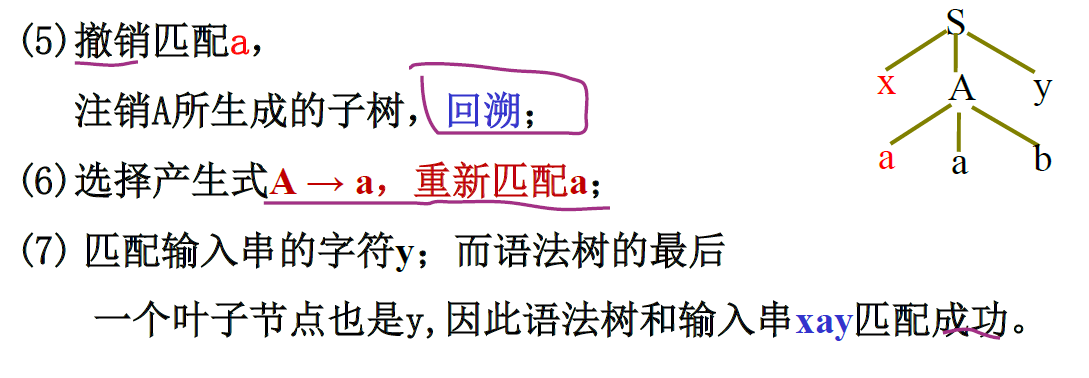 (5)撤销匹配a，
注销A所生成的子树，回溯；
(6)选择产生式A → a，重新匹配a；
(7) 匹配输入串的字符y；而语法树的最后
一个叶子节点也是y,因此语法树和输入串xay匹配成功。
S
x A y
a a b